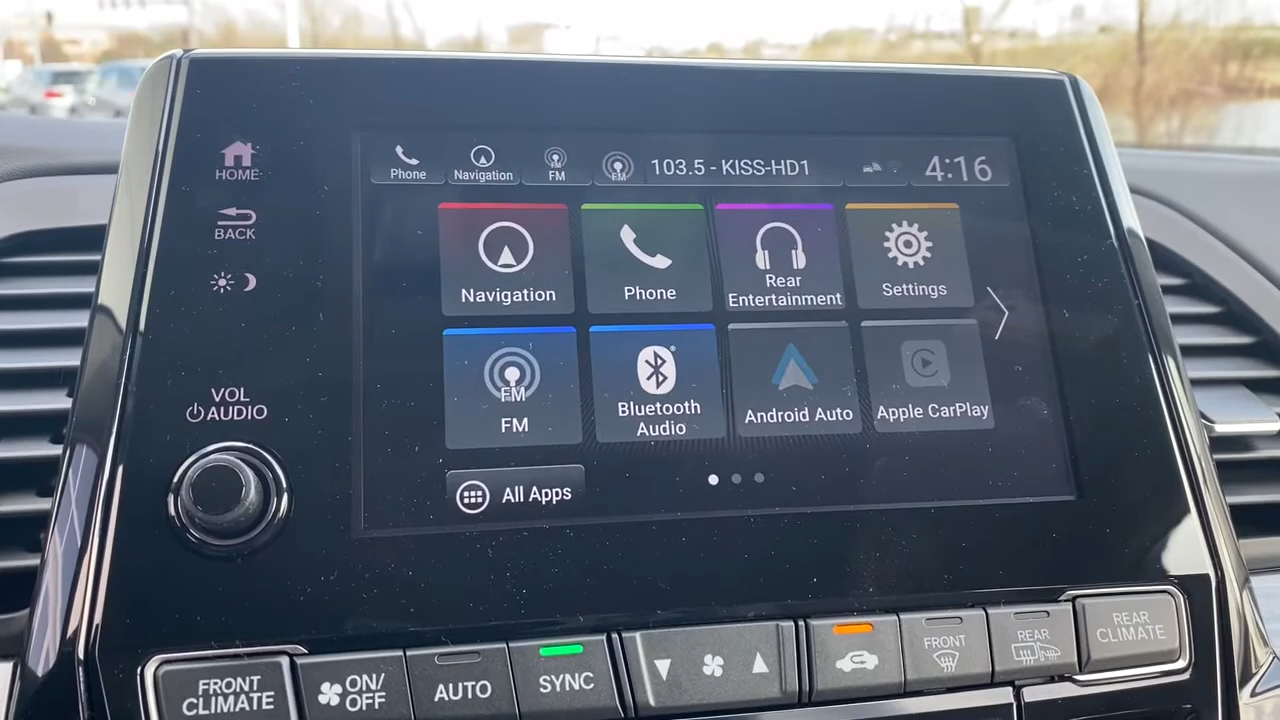 HOME
BACK
VOL
AUDIO
Phone
Navigation
FM
FM
FM
103.5 - KISS-HD1
4:16
Navigation
Phone
Rear
Entertainment
Settings
FM
FM
Bluetooth
Audio
Android Auto
Apple CarPlay
All Apps
FRONT
CLIMATE
ON/
OFF
AUTO
SYNC
FRONT
REAR
REAR
CLIMATE